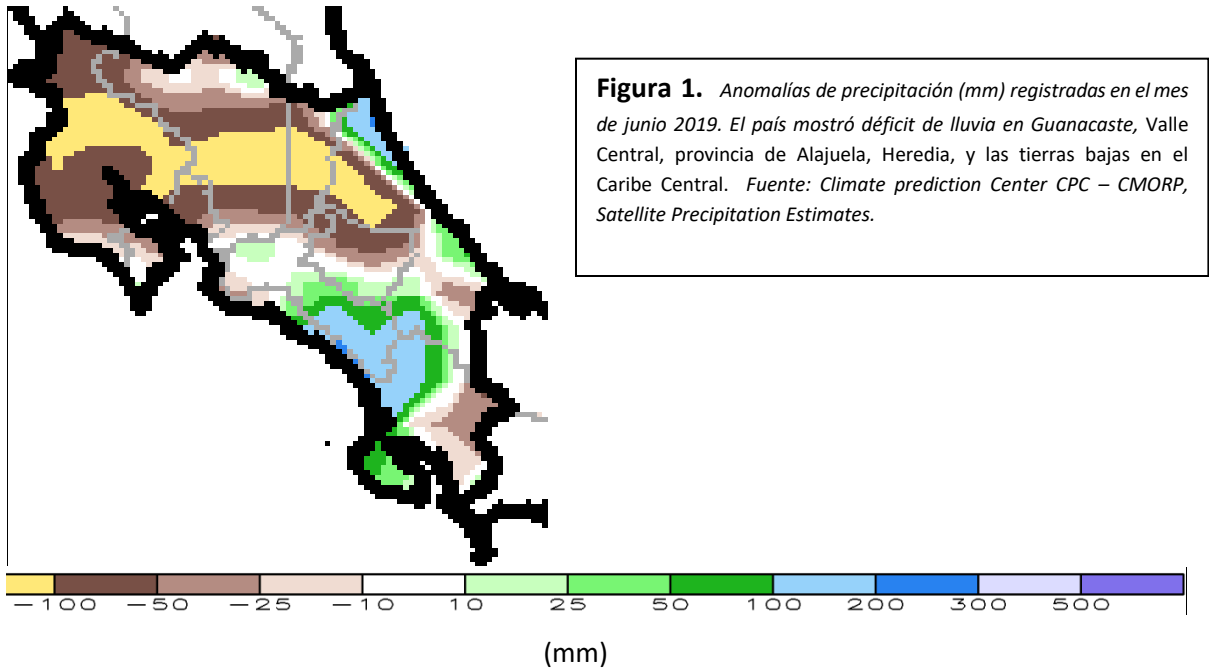 Figura 1. Anomalías de precipitación (mm) registradas en el mes
de junio 2019. El país mostró déficit de lluvia en Guanacaste, Valle
Central, provincia de Alajuela, Heredia, y las tierras bajas en el
Caribe Central. Fuente: Climate prediction Center CPC – CMORP,
Satellite Precipitation Estimates.
−100 −50 −25 −10 10 25 50 100 200 300 500
(mm)